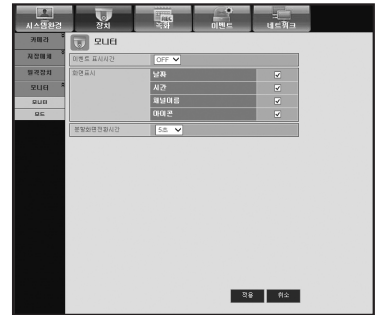 시스템환경 장치 녹화 이벤트 네트워크
카메라
저장매체
원격장치
모니터
모니터
모드
모니터
이벤트 표시시간 OFF
화면표시 날짜
시간
채널이름
아이콘
분할화면전환시간 5초
적용 취소